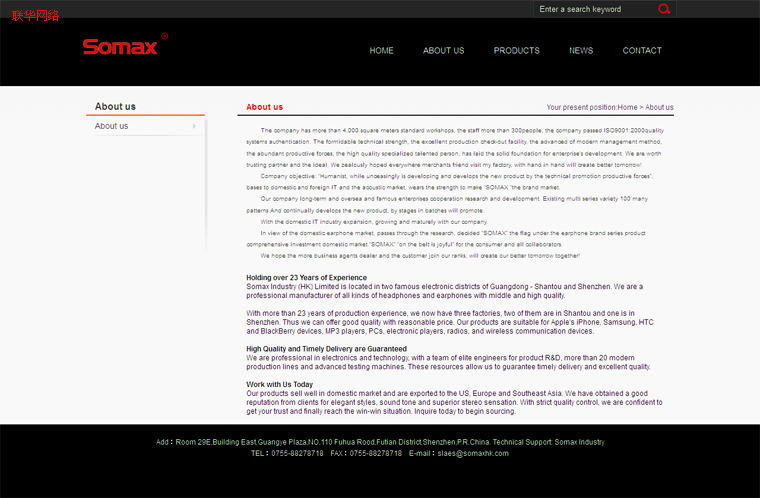 联华网络
Enter a search keyword
Somax®
HOME ABOUT US PRODUCTS NEWS CONTACT
About us
About us
About us
Your present position:Home > About us
The company has more than 4,000 square meters standard workshops, the staff more than 300people, the company passed ISO9001:2000quality
systems authentication. The formidable technical strength, the excellent production check-out facility, the advanced of modern management method,
the abundant productive forces, the high quality specialized talented person, has laid the solid foundation for enterprise's development. We are worth
trusting partner and the ideal. We zealously hoped everywhere merchants friend visit my factory, with hand in hand will create better tomorrow!
Company objective: "Humanist, while unceasingly is developing and develops the new product by the technical promotion productive forces",
bases to domestic and foreign IT and the acoustic market, wears the strength to make "SOMAX "the brand market.
Our company long-term and oversea and famous enterprises cooperation research and development. Existing multi series variety 100 many
patterns.And continually develops the new product, by stages in batches will promote.
With the domestic IT industry expansion, growing and maturely with our company.
In view of the domestic earphone market, passes through the research, decided "SOMAX" the flag under the earphone brand series product
comprehensive investment domestic market."SOMAX" "on the belt is joyful" for the consumer and all collaborators.
We hope the more business agents dealer and the customer join our ranks, will create our better tomorrow together!
Holding over 23 Years of Experience
Somax Industry (HK) Limited is located in two famous electronic districts of Guangdong - Shantou and Shenzhen. We are a
professional manufacturer of all kinds of headphones and earphones with middle and high quality.
With more than 23 years of production experience, we now have three factories, two of them are in Shantou and one is in
Shenzhen. Thus we can offer good quality with reasonable price. Our products are suitable for Apple's iPhone, Samsung, HTC
and BlackBerry devices, MP3 players, PCs, electronic players, radios, and wireless communication devices.
High Quality and Timely Delivery are Guaranteed
We are professional in electronics and technology, with a team of elite engineers for product R&D, more than 20 modern
production lines and advanced testing machines. These resources allow us to guarantee timely delivery and excellent quality.
Work with Us Today
Our products sell well in domestic market and are exported to the US, Europe and Southeast Asia. We have obtained a good
reputation from clients for elegant styles, sound tone and superior stereo sensation. With strict quality control, we are confident to
get your trust and finally reach the win-win situation. Inquire today to begin sourcing.
Add：Room 29E,Building East,Guangye Plaza,NO.110 Fuhua Rood,Futian District,Shenzhen,P.R.China. Technical Support: Somax Industry
TEL：0755-88278718 FAX：0755-88278718 E-mail：slaes@somaxhk.com